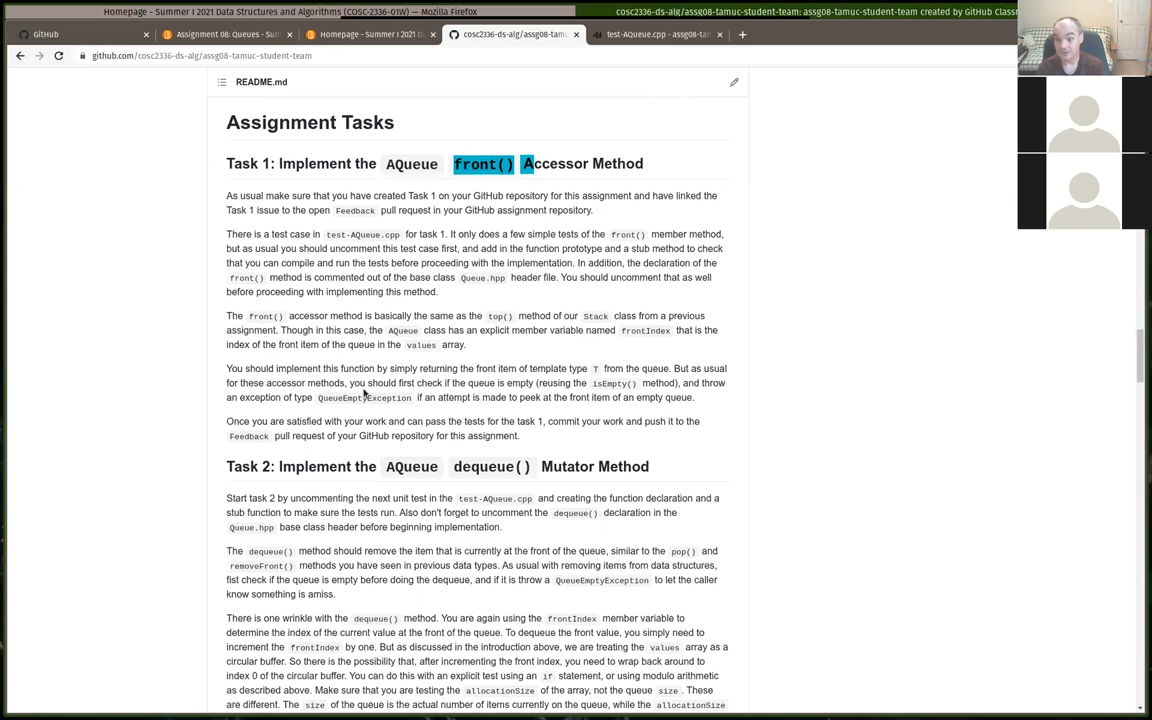 Homepage - Summer I 2021 Data Structures and Algorithms (COSC-2336-01W) — Mozilla Firefox
cosc2336-ds-alg/assg08-tamuc-student-team: assg08-tamuc-student-team created by GitHub Classr
GitHub ×
Assignment 08: Queues - Sum ×
Homepage - Summer I 2021 D ×
cosc2336-ds-alg/assg08-tamuc- ×
test-AQueue.cpp - assg08-tam ×
github.com/cosc2336-ds-alg/assg08-tamuc-student-team
README.md
Assignment Tasks
Task 1: Implement the AQueue front() Accessor Method
As usual make sure that you have created Task 1 on your GitHub repository for this assignment and have linked the
Task 1 issue to the open Feedback pull request in your GitHub assignment repository.
There is a test case in test-AQueue.cpp for task 1. It only does a few simple tests of the front() member method,
but as usual you should uncomment this test case first, and add in the function prototype and a stub method to check
that you can compile and run the tests before proceeding with the implementation. In addition, the declaration of the
front() method is commented out of the base class Queue.hpp header file. You should uncomment that as well
before proceeding with implementing this method.
The front() accessor method is basically the same as the top() method of our Stack class from a previous
assignment. Though in this case, the AQueue class has an explicit member variable named frontIndex that is the
index of the front item of the queue in the values array.
You should implement this function by simply returning the front item of template type T from the queue. But as usual
for these accessor methods, you should first check if the queue is empty (reusing the isEmpty() method), and throw
an exception of type QueueEmptyException if an attempt is made to peek at the front item of an empty queue.
Once you are satisfied with your work and can pass the tests for the task 1, commit your work and push it to the
Feedback pull request of your GitHub repository for this assignment.
Task 2: Implement the AQueue dequeue() Mutator Method
Start task 2 by uncommenting the next unit test in the test-AQueue.cpp and creating the function declaration and a
stub function to make sure the tests run. Also don't forget to uncomment the dequeue() declaration in the
Queue.hpp base class header before beginning implementation.
The dequeue() method should remove the item that is currently at the front of the queue, similar to the pop() and
removeFront() methods you have seen in previous data types. As usual with removing items from data structures,
fist check if the queue is empty before doing the dequeue, and if it is throw a QueueEmptyException to let the caller
know something is amiss.
There is one wrinkle with the dequeue() method. You are again using the frontIndex member variable to
determine the index of the current value at the front of the queue. To dequeue the front value, you simply need to
increment the frontIndex by one. But as discussed in the introduction above, we are treating the values array as a
circular buffer. So there is the possibility that, after incrementing the front index, you need to wrap back around to
index 0 of the circular buffer. You can do this with an explicit test using an if statement, or using modulo arithmetic
as described above. Make sure that you are testing the allocationSize of the array, not the queue size. These
are different. The size of the queue is the actual number of items currently on the queue, while the allocationSize